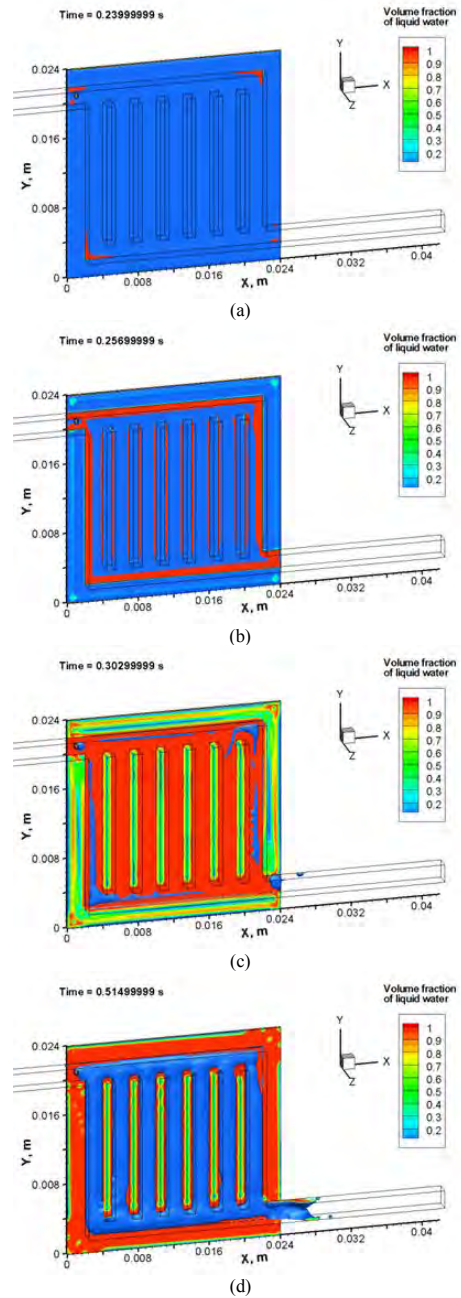 Time = 0.23999999 s
Volume fraction
of liquid water
1
0.9
0.8
0.7
0.6
0.5
0.4
0.3
0.2
Y
X
Z
0.024
0.016
0.008
0
Y, m
0
0.008
0.016
0.024
0.032
0.04
X, m
(a)
Time = 0.25699999 s
Volume fraction
of liquid water
1
0.9
0.8
0.7
0.6
0.5
0.4
0.3
0.2
Y
X
Z
0.024
0.016
0.008
0
Y, m
0
0.008
0.016
0.024
0.032
0.04
X, m
(b)
Time = 0.30299999 s
Volume fraction
of liquid water
1
0.9
0.8
0.7
0.6
0.5
0.4
0.3
0.2
Y
X
Z
0.024
0.016
0.008
0
Y, m
0
0.008
0.016
0.024
0.032
0.04
X, m
(c)
Time = 0.51499999 s
Volume fraction
of liquid water
1
0.9
0.8
0.7
0.6
0.5
0.4
0.3
0.2
Y
X
Z
0.024
0.016
0.008
0
Y, m
0
0.008
0.016
0.024
0.032
0.04
X, m
(d)